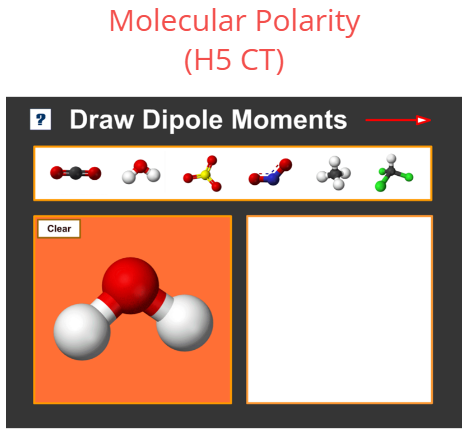 Molecular Polarity
(H5 CT)
? Draw Dipole Moments
Clear